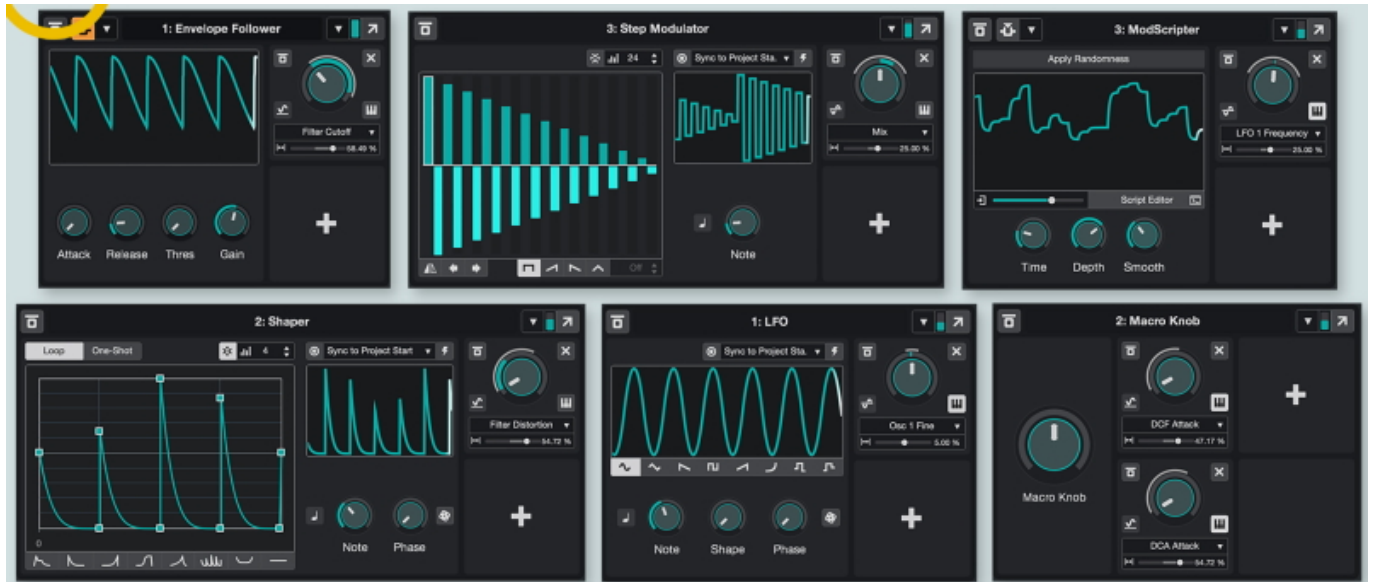 1: Envelope Follower
Filter Cutoff
58.49 %
Attack Release Thres Gain
3: Step Modulator
24
Sync to Project Sta.
Mix
25.00 %
Off
Note
3: ModScripter
Apply Randomness
LFO 1 Frequency
25.00 %
Script Editor
Time Depth Smooth
2: Shaper
Loop One-Shot
4
Sync to Project Start
Filter Distortion
54.72 %
0
Note Phase
1: LFO
Sync to Project Sta.
Osc 1 Fine
5.00 %
Note Shape Phase
2: Macro Knob
Macro Knob
DCF Attack
47.17 %
DCA Attack
54.72 %